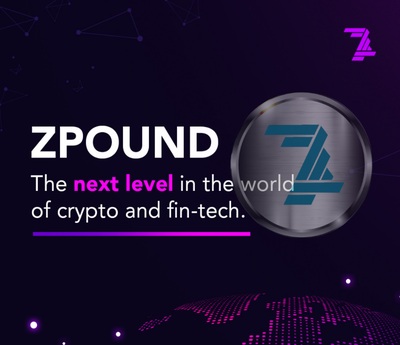 ZPOUND
The next level in the world
of crypto and fin-tech.